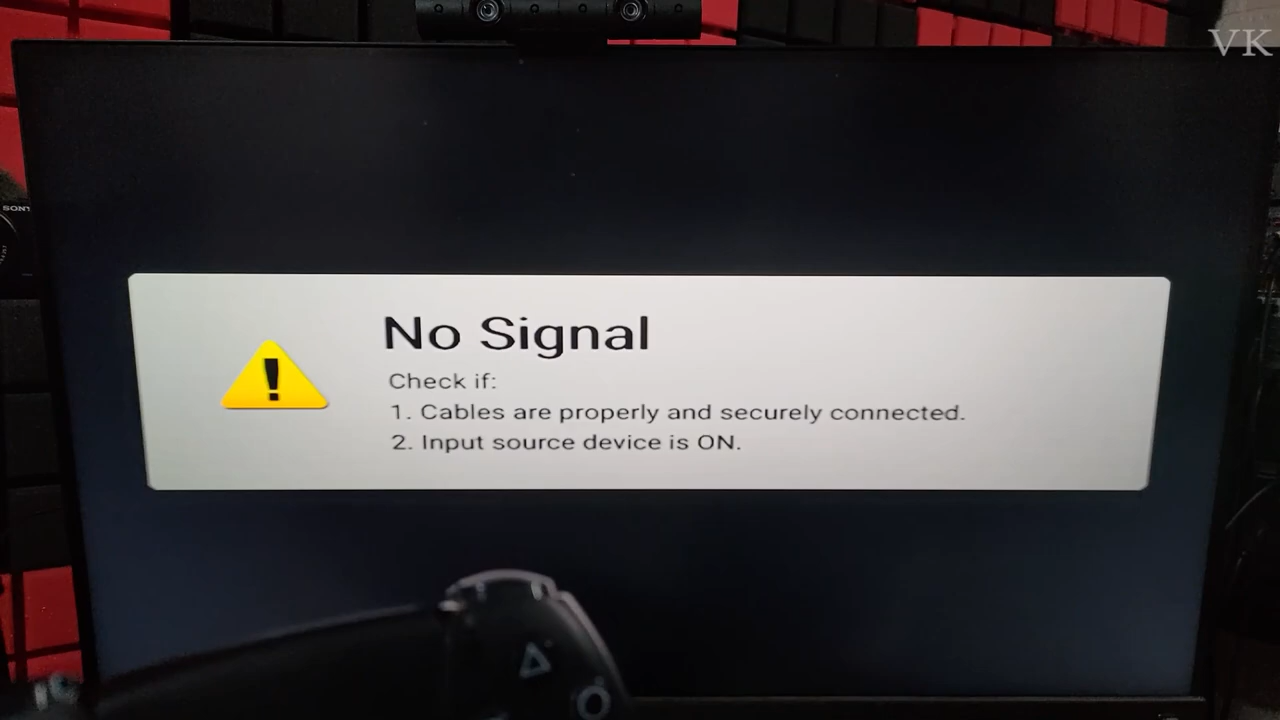 VK
SONY
No Signal
Check if:
1. Cables are properly and securely connected.
2. Input source device is ON.